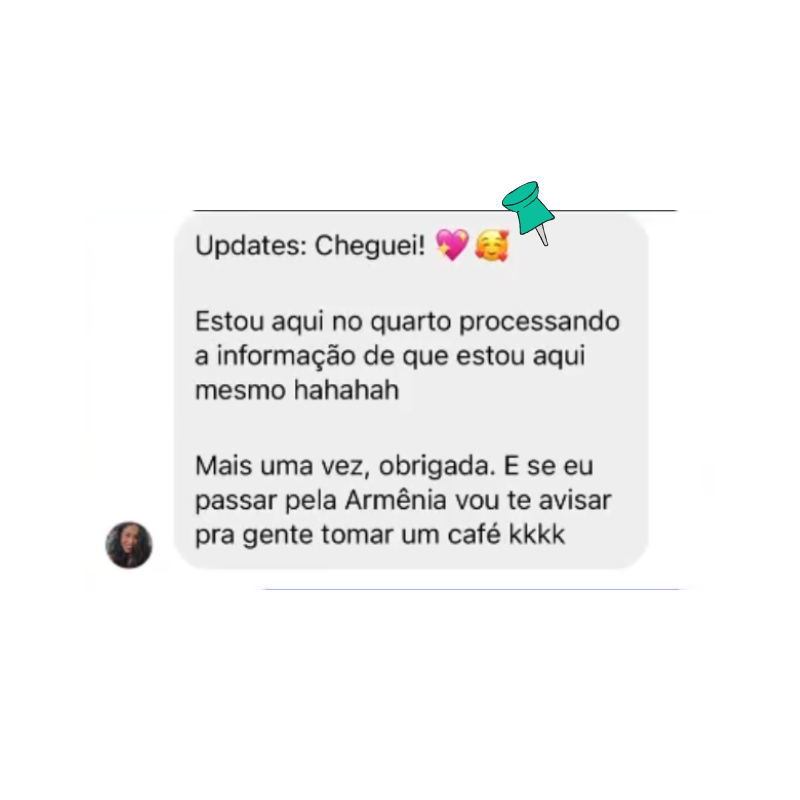 Updates: Cheguei! 💖🥰
Estou aqui no quarto processando
a informação de que estou aqui
mesmo hahahah
Mais uma vez, obrigada. E se eu
passar pela Armênia vou te avisar
pra gente tomar um café kkkk